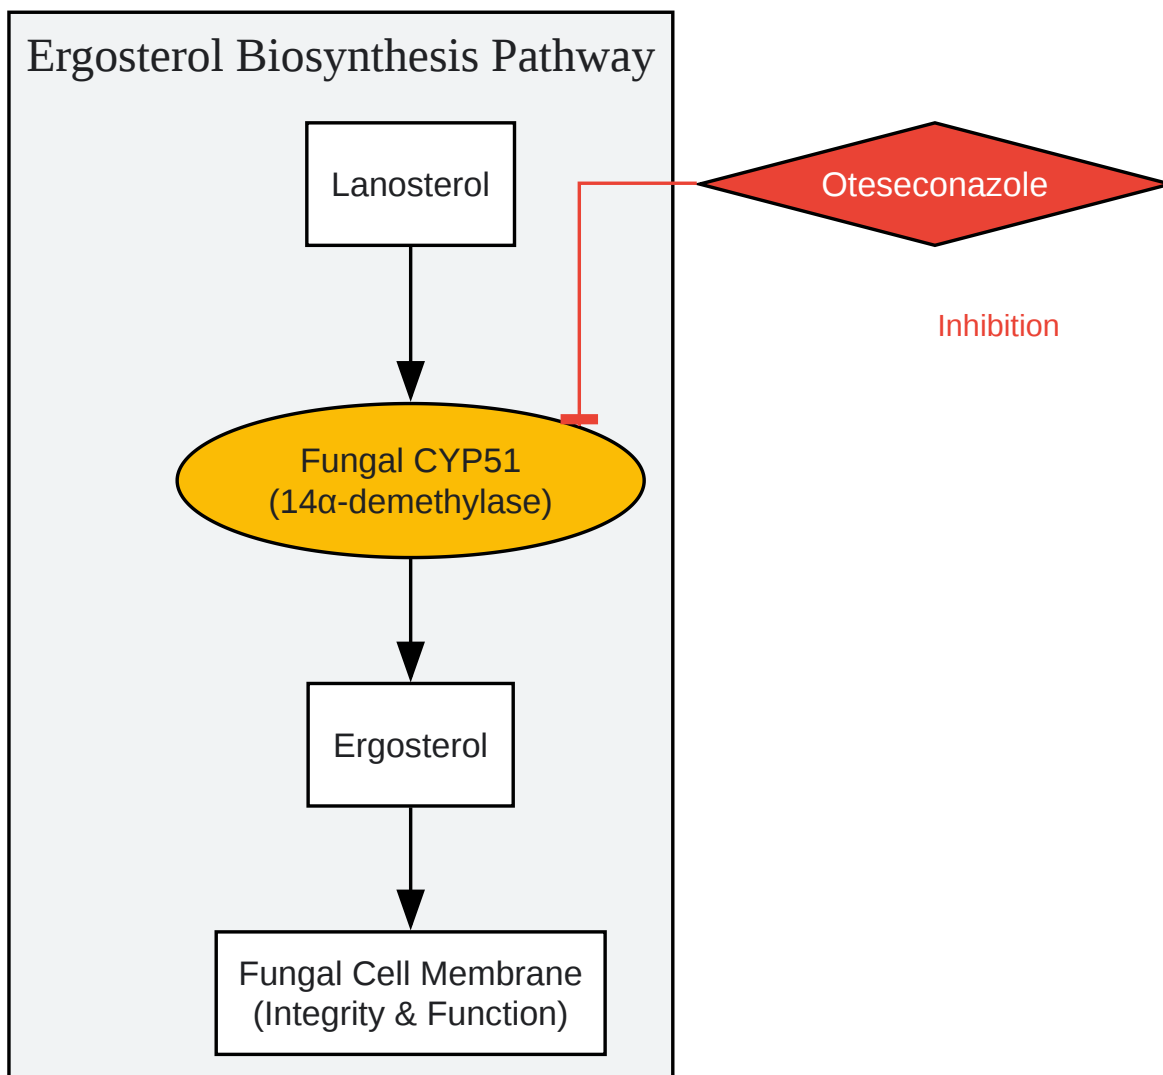 Ergosterol Biosynthesis Pathway
Lanosterol
Oteseconazole
Inhibition
Fungal CYP51
(14α-demethylase)
Ergosterol
Fungal Cell Membrane
(Integrity & Function)